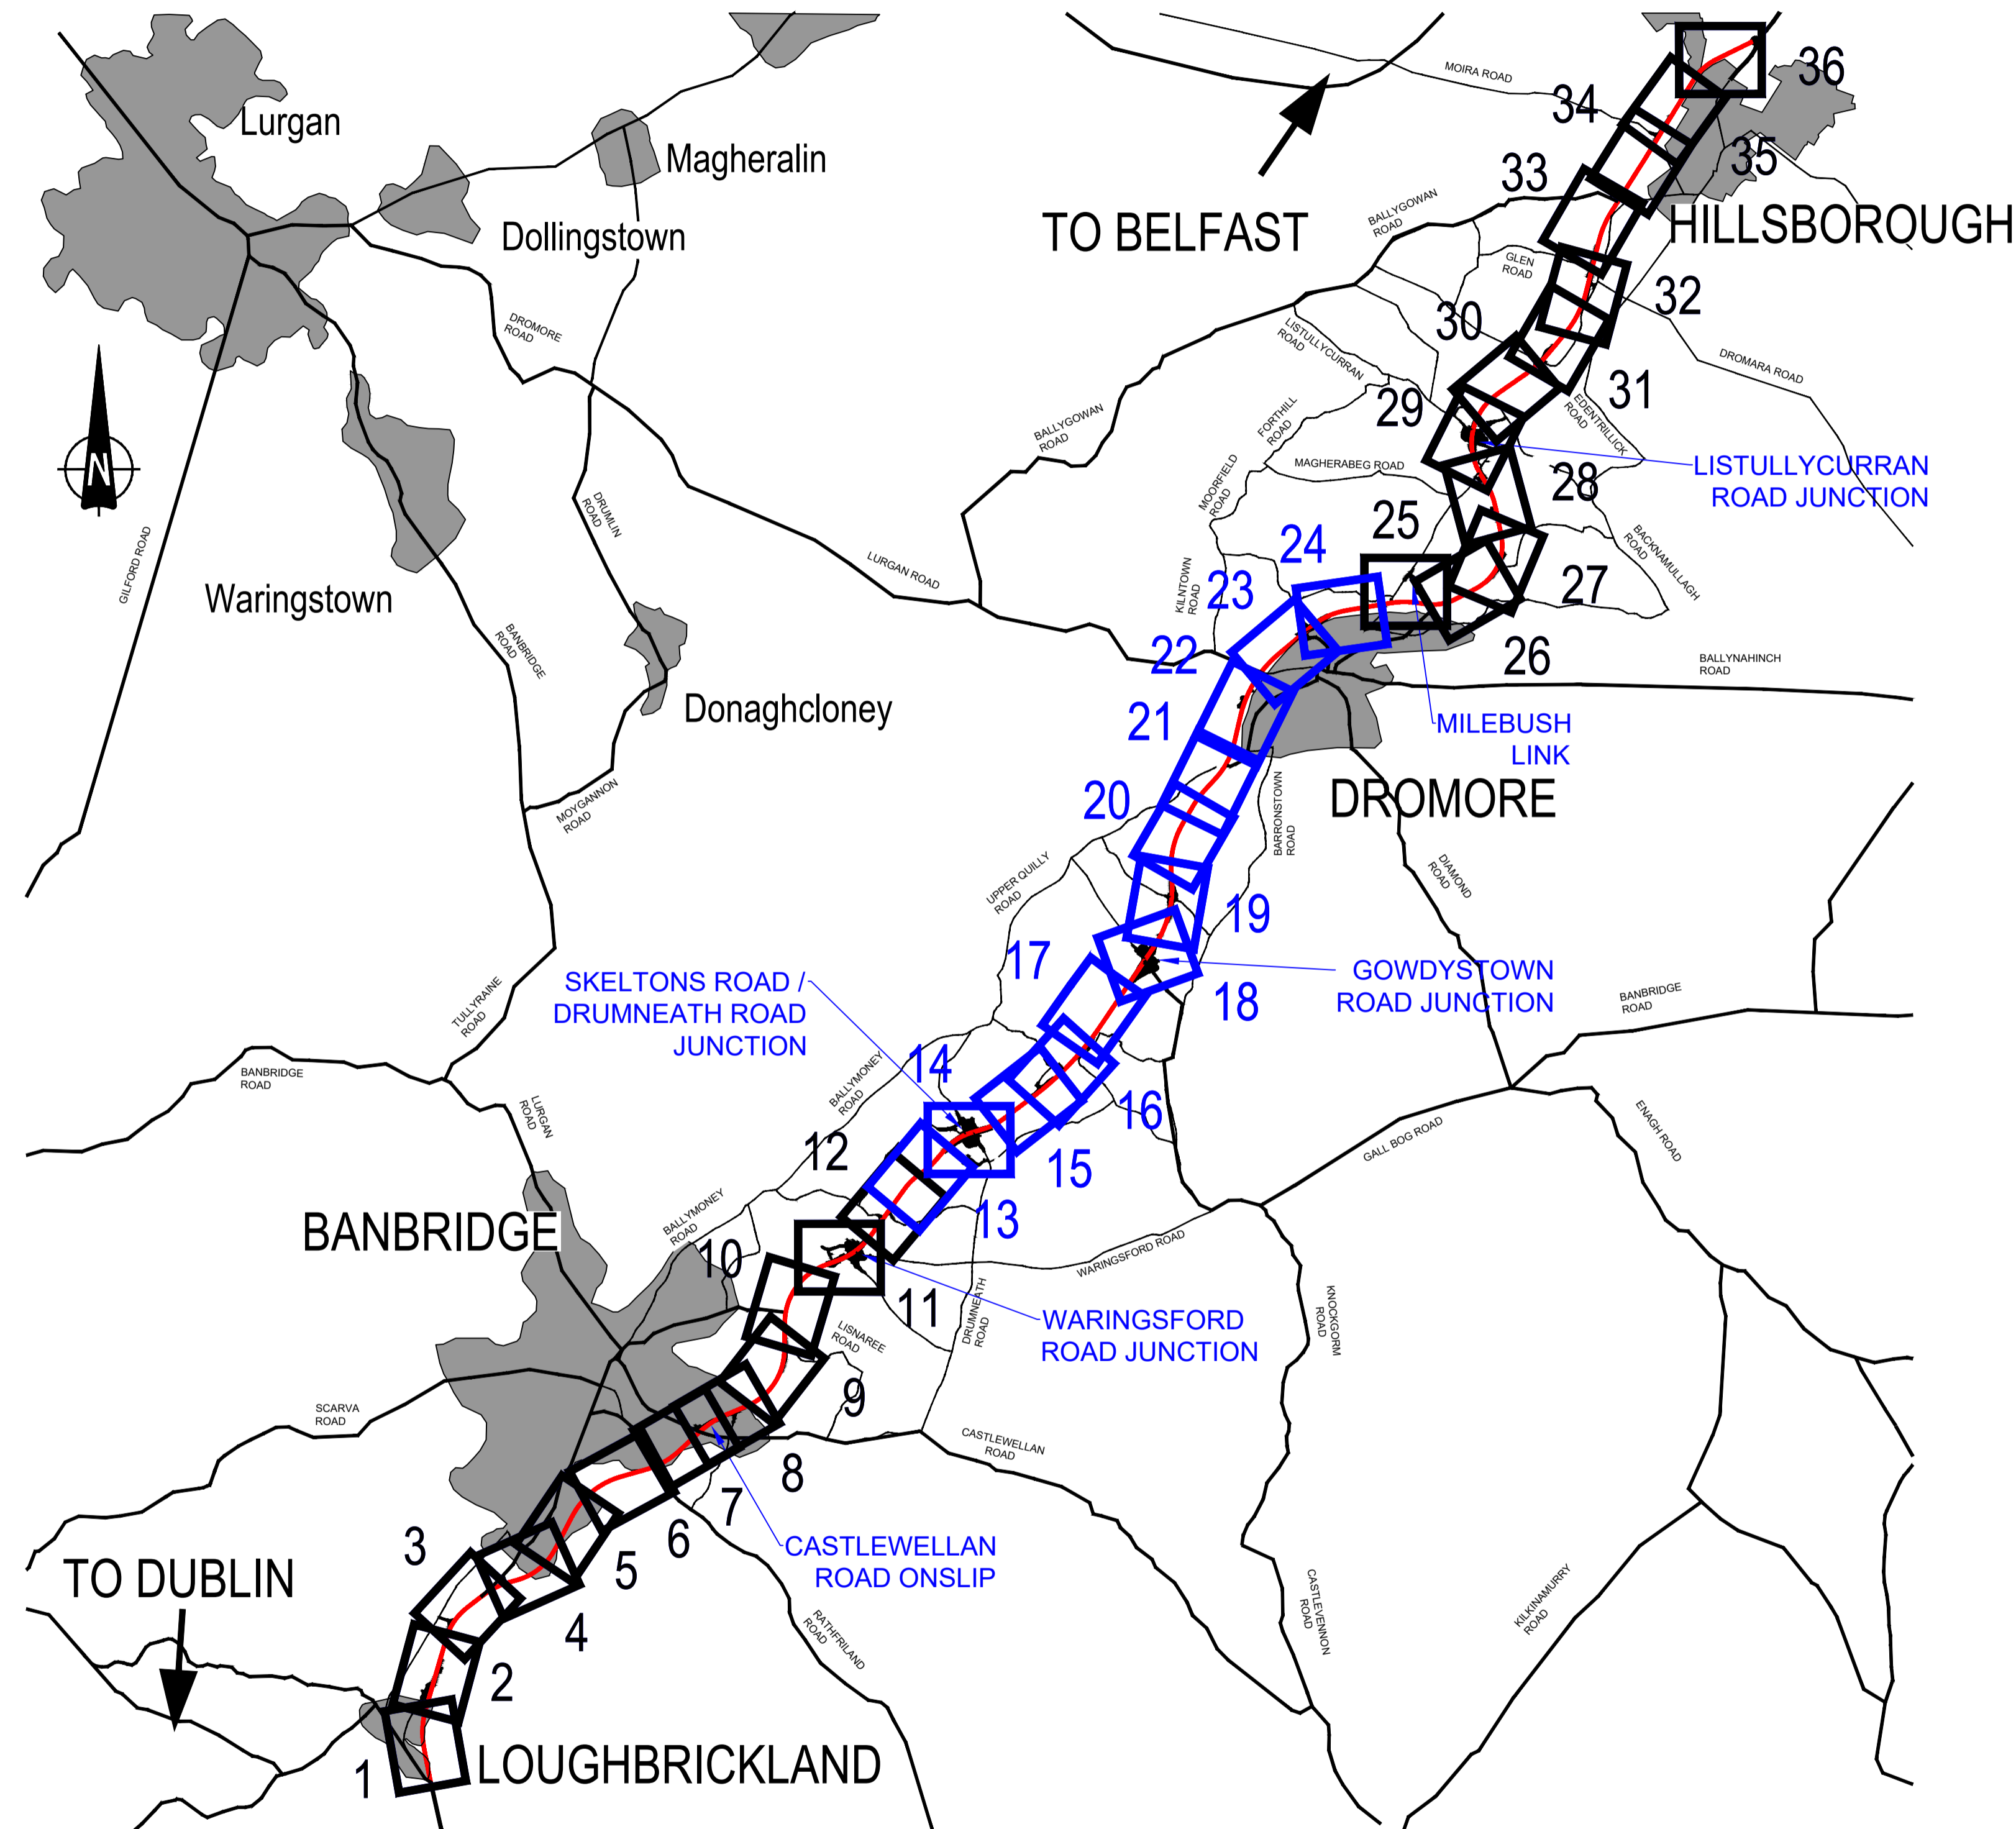 Lurgan
Magheralin
Dollingstown
Waringstown
Donaghcloney
N
GILFORD ROAD
DROMORE
ROAD
DRUMLIN
ROAD
BANBRIDGE
ROAD
MOYGANNON
ROAD
TULLYRAINE
ROAD
LURGAN ROAD
TO BELFAST
MOIRA ROAD
BALLYGOWAN
ROAD
GLEN
ROAD
HILLSBOROUGH
36
34
35
33
32
30
31
29
28
25
27
24
23
26
22
21
20
19
17
18
14
16
15
12
13
10
11
9
8
7
6
5
3
4
2
1
DROMARA ROAD
LISTULLYCURRAN
ROAD
BALLYGOWAN
ROAD
FORTHILL
ROAD
EDENTRILLICK
ROAD
MAGHERABEG ROAD
MOORFIELD
ROAD
LISTULLYCURRAN
ROAD JUNCTION
BACKNAMULLAGH
ROAD
KILNTOWN
ROAD
BALLYNAHINCH
ROAD
MILEBUSH
LINK
DROMORE
BARRONSTOWN
ROAD
DIAMOND
ROAD
UPPER QUILLY
ROAD
GOWDYSTOWN
ROAD JUNCTION
BANBRIDGE
ROAD
SKELTONS ROAD /
DRUMNEATH ROAD
JUNCTION
BANBRIDGE
ROAD
LURGAN
ROAD
BALLYMONEY
ROAD
GALL BOG ROAD
ENAGH ROAD
BANBRIDGE
BALLYMONEY
ROAD
WARINGSFORD ROAD
DRUMNEATH
ROAD
KNOCKGORM
ROAD
LISNAREE
ROAD
WARINGSFORD
ROAD JUNCTION
SCARVA
ROAD
CASTLEWELLAN
ROAD
CASTLEWELLAN
ROAD ONSLIP
TO DUBLIN
RATHFRILAND
ROAD
CASTLEVENNON
ROAD
KILKINAMURRY
ROAD
LOUGHBRICKLAND